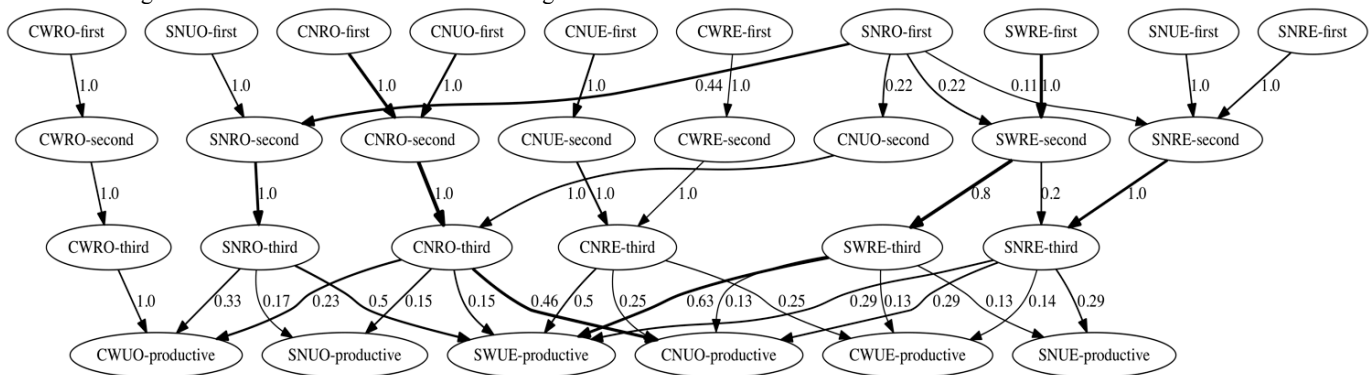 CWRO-first SNUO-first CNRO-first CNUO-first CNUE-first CWRE-first SNRO-first SWRE-first SNUE-first SNRE-first
1.0 1.0 1.0 1.0 1.0 0.44 1.0 0.22 0.22 0.11 1.0 1.0 1.0
CWRO-second SNRO-second CNRO-second CNUE-second CWRE-second CNUO-second SWRE-second SNRE-second
1.0 1.0 1.0 1.0 1.0 1.0 0.8 0.2 1.0
CWRO-third SNRO-third CNRO-third CNRE-third SWRE-third SNRE-third
1.0 0.33 0.17 0.23 0.5 0.15 0.15 0.46 0.5 0.25 0.63 0.13 0.25 0.29 0.13 0.29 0.13 0.14 0.29
CWUO-productive SNUO-productive SWUE-productive CNUO-productive CWUE-productive SNUE-productive